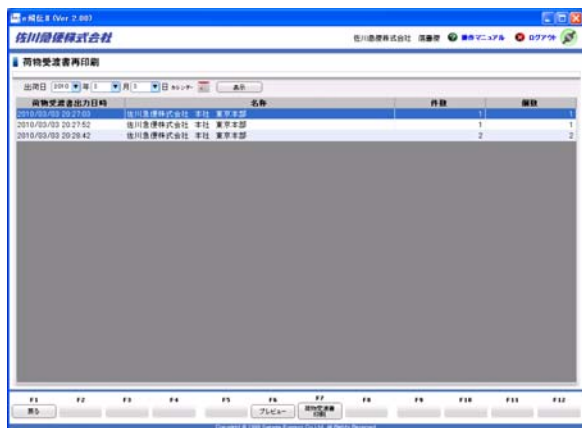 e飛伝Ⅱ (Ver 2.00)
佐川急便株式会社
佐川急便株式会社 操作マニュアル ログアウト
荷物受渡書再印刷
出荷日 2010 年 3 月 3 日 カレンダー 表示
荷物受渡書出力日時 名称 件数 個数
2010/03/03 20:27:03 佐川急便株式会社 本社 東京本部 1 1
2010/03/03 20:27:52 佐川急便株式会社 本社 東京本部 1 1
2010/03/03 20:28:42 佐川急便株式会社 本社 東京本部 2 2
F1 F2 F3 F4 F5 F6 F7 F8 F9 F10 F11 F12
戻る プレビュー 荷物受渡書
印刷